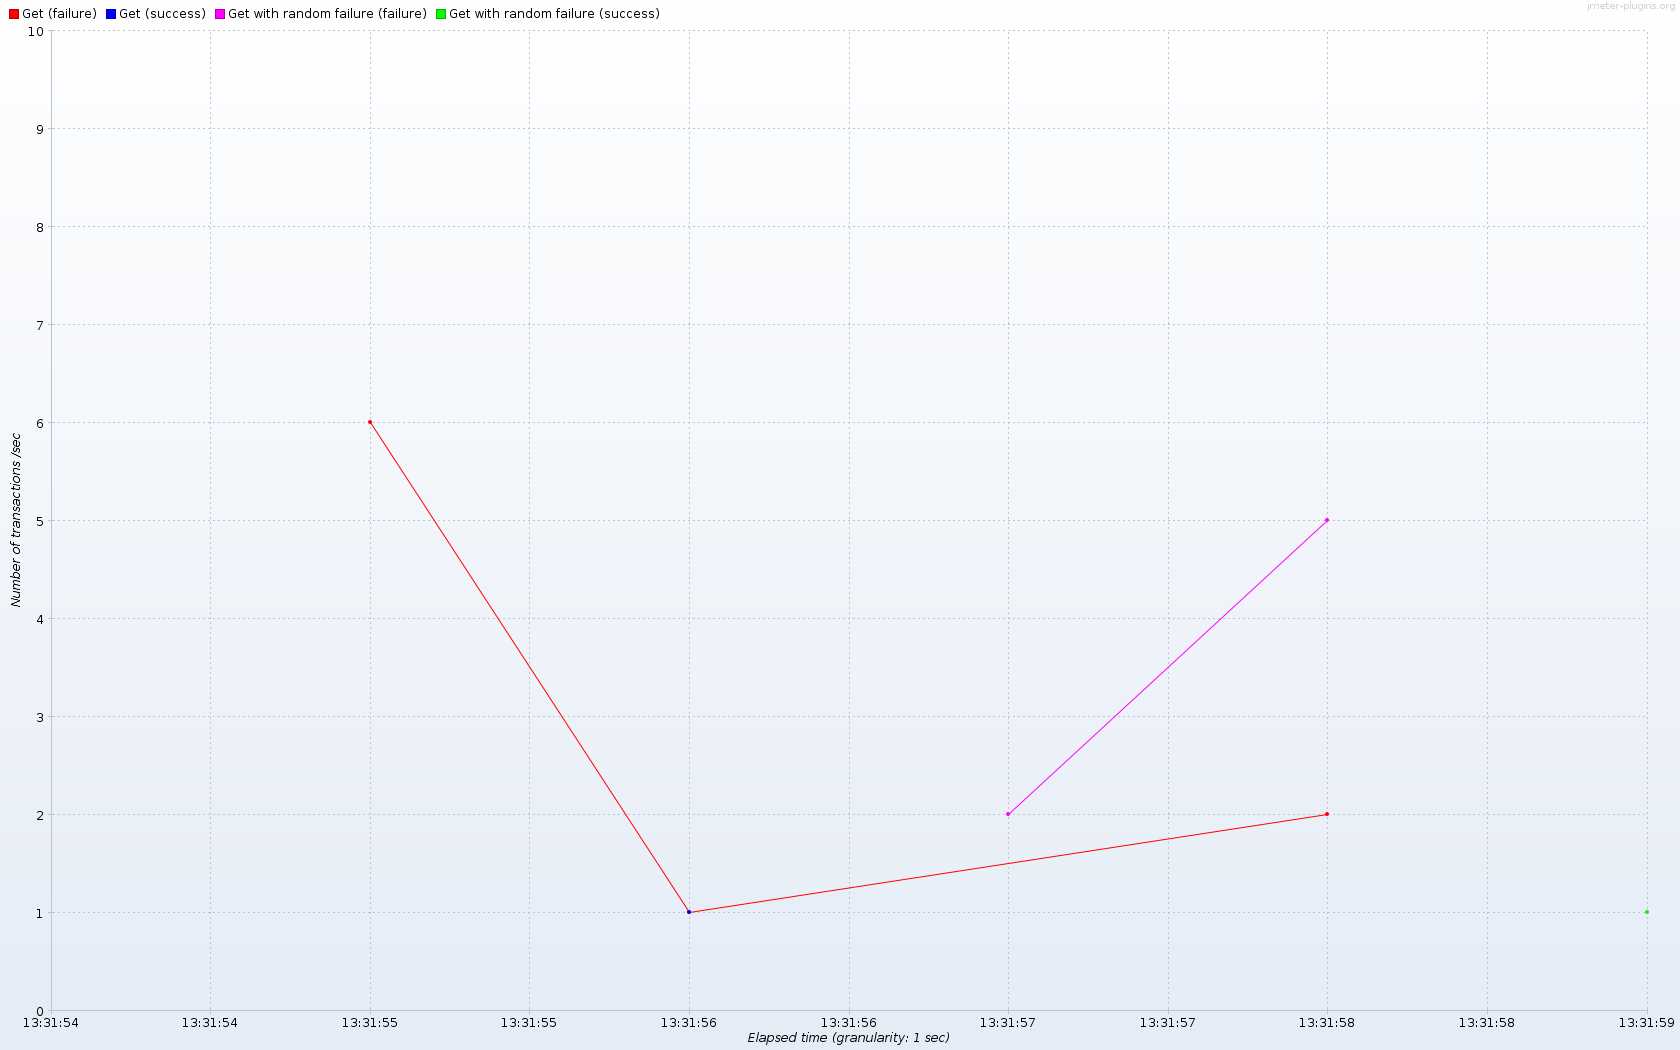 Get (failure) Get (success) Get with random failure (failure) Get with random failure (success)
jmeter-plugins.org
10
9
8
7
6
5
4
3
2
1
0
Number of transactions /sec
13:31:54 13:31:54 13:31:55 13:31:55 13:31:56 13:31:56 13:31:57 13:31:57 13:31:58 13:31:58 13:31:59
Elapsed time (granularity: 1 sec)